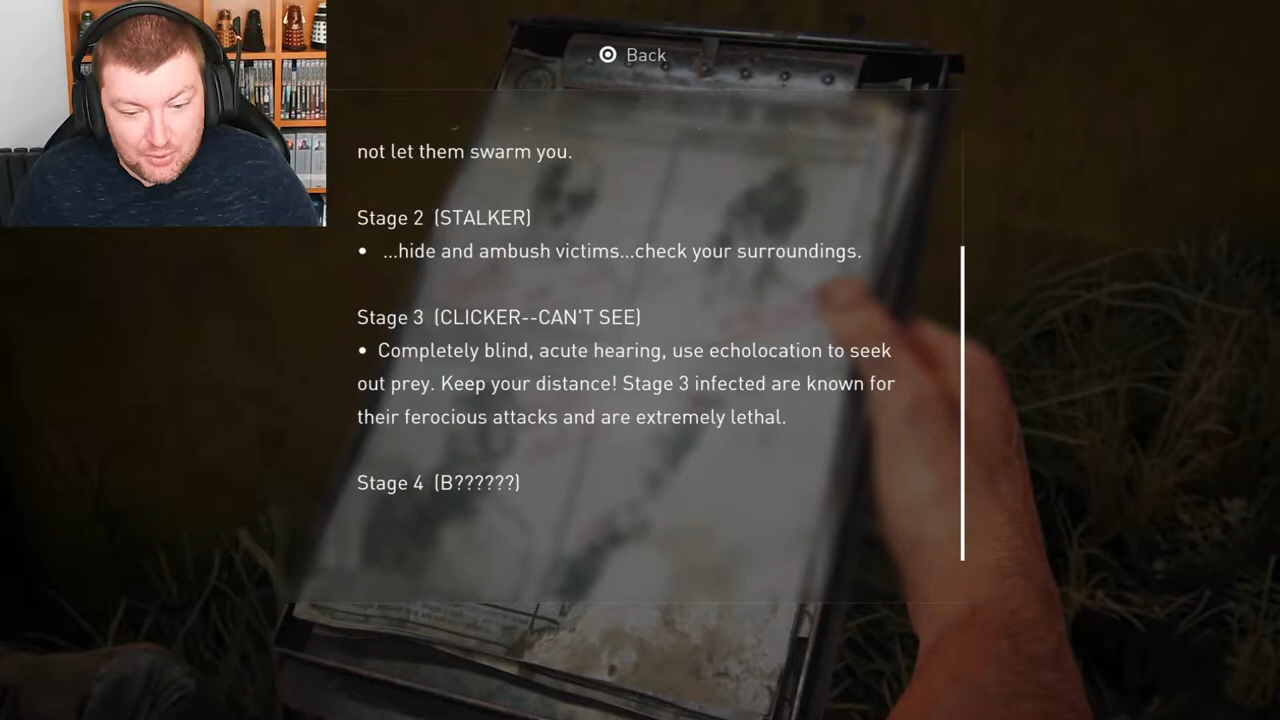 Back
not let them swarm you.
Stage 2 (STALKER)
• ...hide and ambush victims...check your surroundings.
Stage 3 (CLICKER--CAN'T SEE)
• Completely blind, acute hearing, use echolocation to seek
out prey. Keep your distance! Stage 3 infected are known for
their ferocious attacks and are extremely lethal.
Stage 4 (B??????)